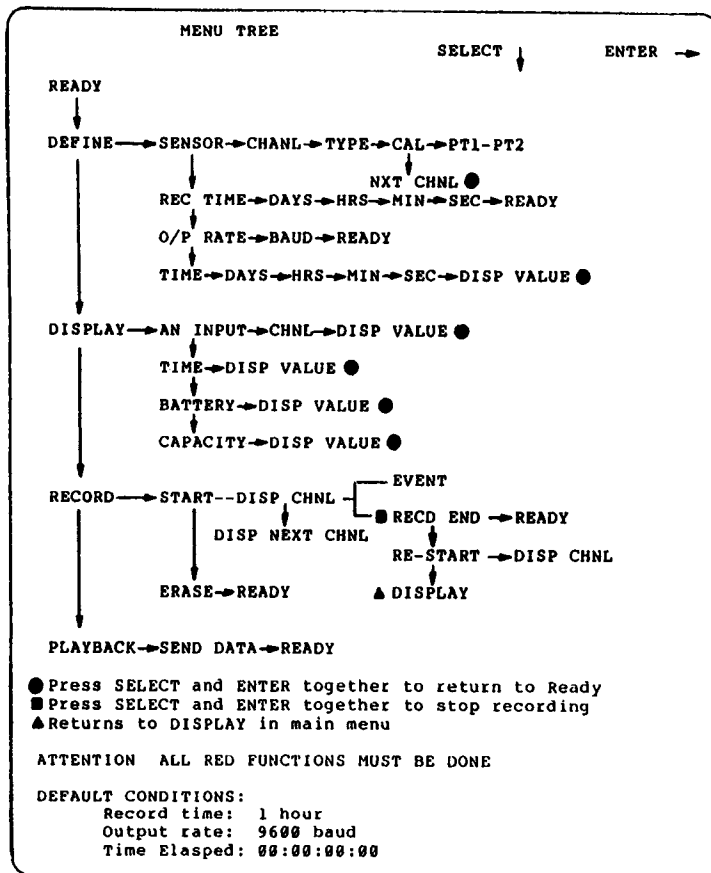 MENU TREE
SELECT ↓ ENTER →
READY
DEFINE→SENSOR→CHANL→TYPE→CAL→PT1-PT2
NXT CHNL ●
REC TIME→DAYS→HRS→MIN→SEC→READY
O/P RATE→BAUD→READY
TIME→DAYS→HRS→MIN→SEC→DISP VALUE ●
DISPLAY→AN INPUT→CHNL→DISP VALUE ●
TIME→DISP VALUE ●
BATTERY→DISP VALUE ●
CAPACITY→DISP VALUE ●
EVENT
RECORD→START--DISP CHNL
■ RECD END→READY
DISP NEXT CHNL
RE-START→DISP CHNL
ERASE→READY
▲ DISPLAY
PLAYBACK→SEND DATA→READY
● Press SELECT and ENTER together to return to Ready
■ Press SELECT and ENTER together to stop recording
▲ Returns to DISPLAY in main menu
ATTENTION ALL RED FUNCTIONS MUST BE DONE
DEFAULT CONDITIONS:
Record time: 1 hour
Output rate: 9600 baud
Time Elasped: 00:00:00:00